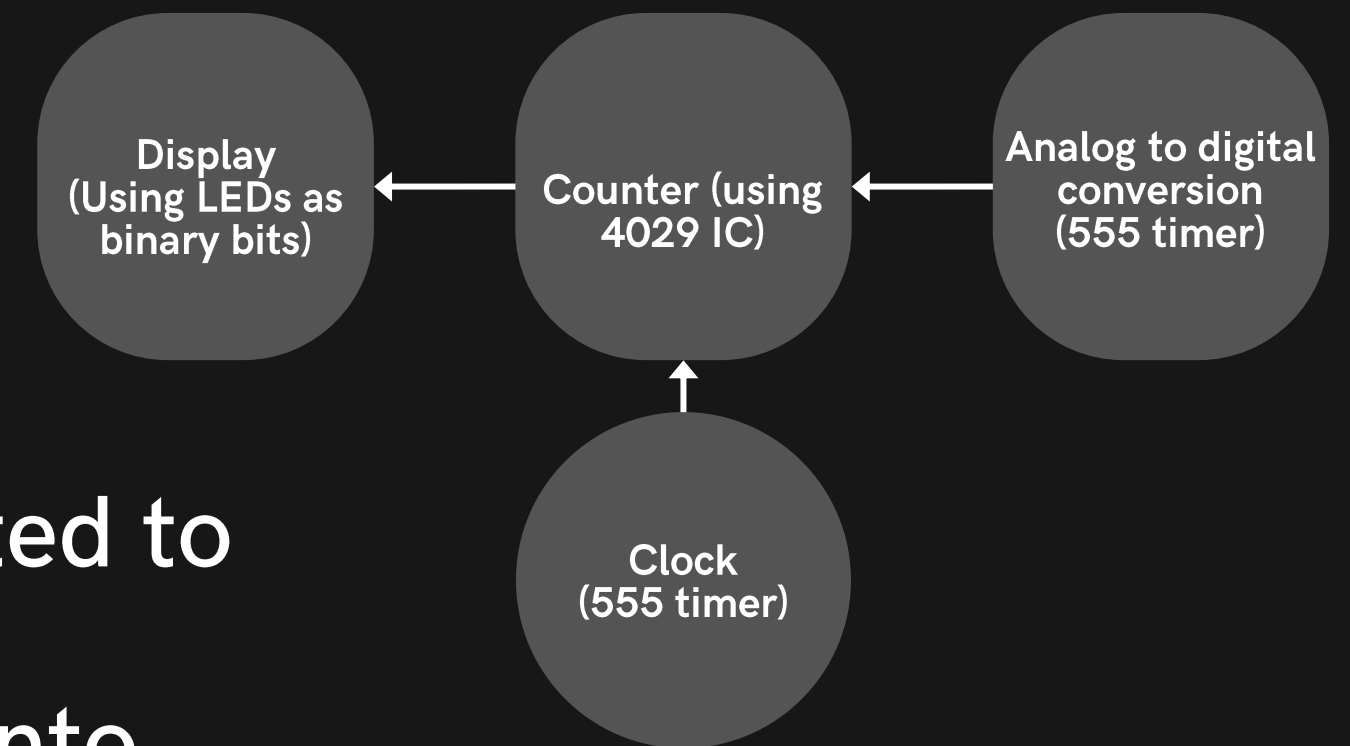 Display
(Using LEDs as
binary bits)
Counter (using
4029 IC)
Analog to digital
conversion
(555 timer)
Clock
(555 timer)
to